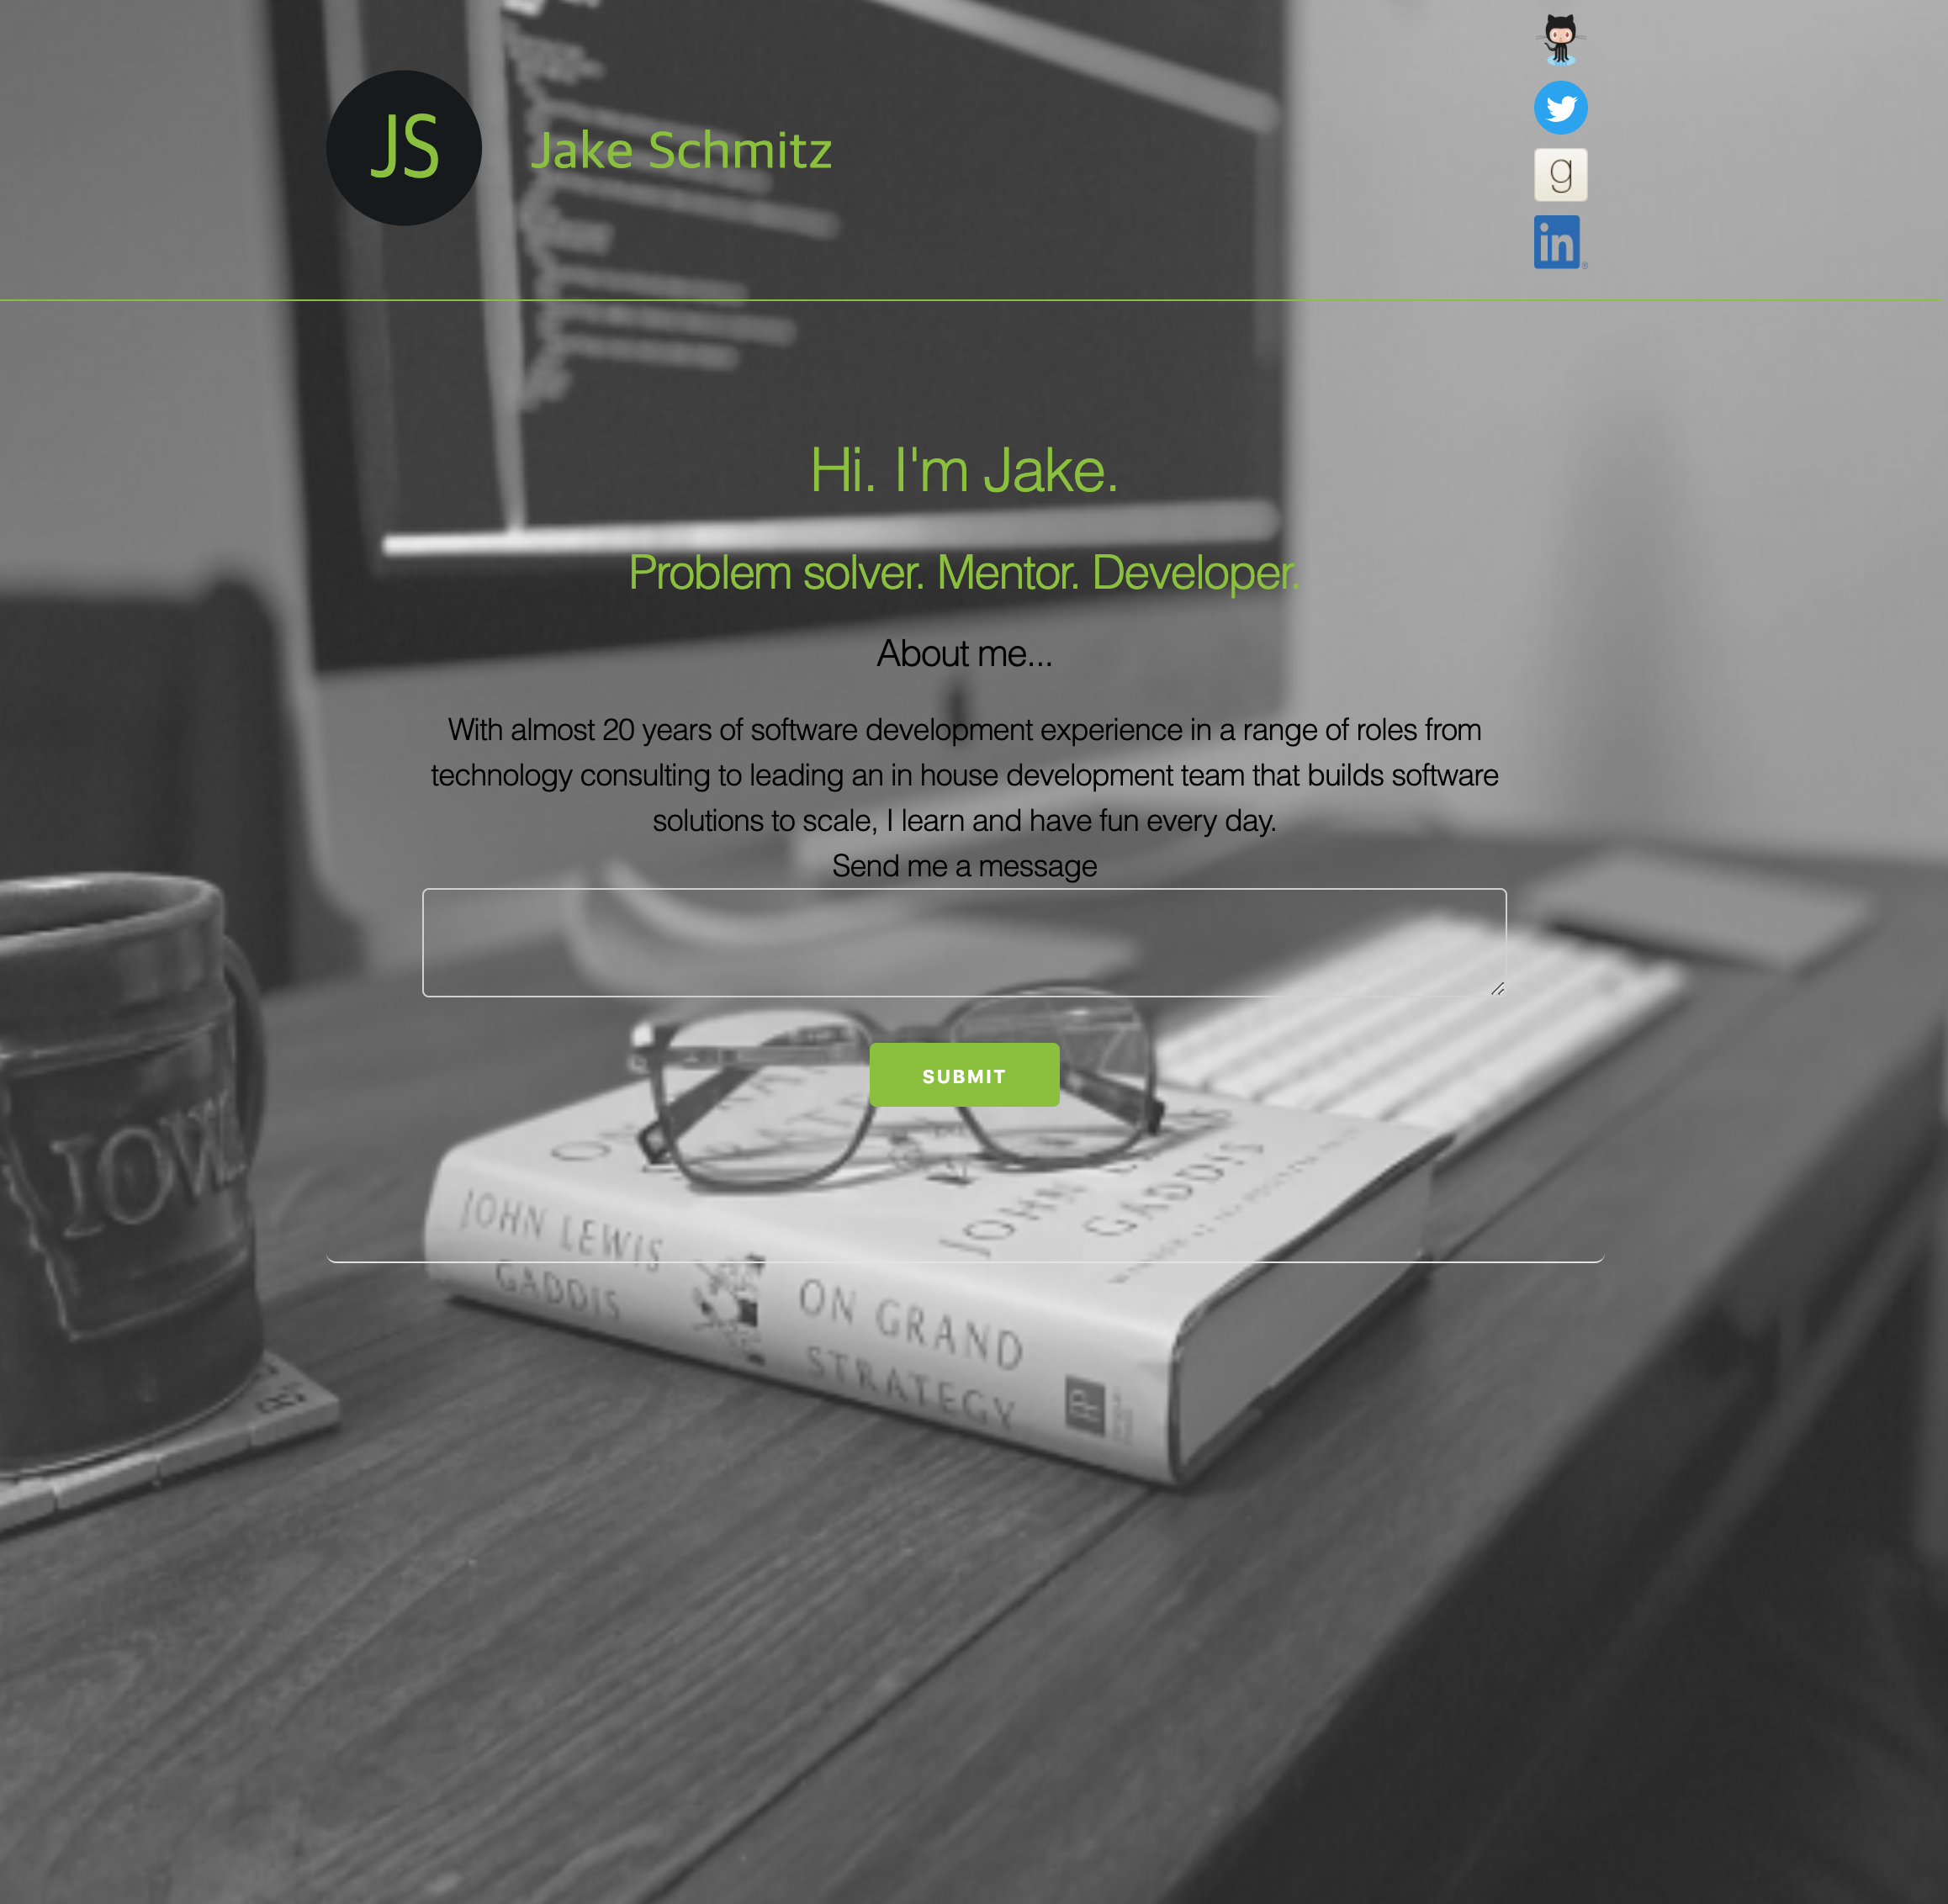 JS
Jake Schmitz
g
in
Hi. I'm Jake.
Problem solver. Mentor. Developer.
About me...
With almost 20 years of software development experience in a range of roles from
technology consulting to leading an in house development team that builds software
solutions to scale, I learn and have fun every day.
Send me a message
SUBMIT
JOHN LEWIS
GADDIS
ON GRAND
STRATEGY
GADDIS